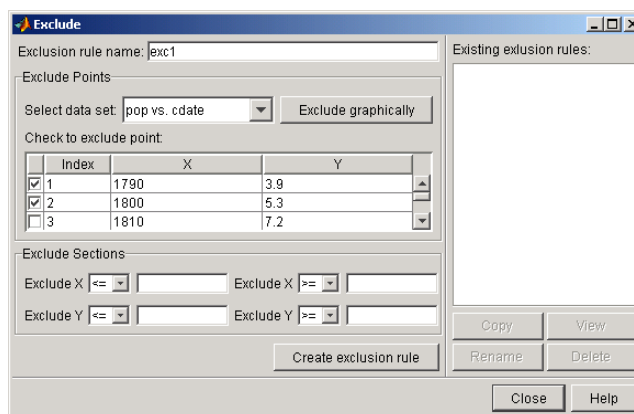 Exclude
Exclusion rule name: exc1
Existing exlusion rules:
Exclude Points
Select data set: pop vs. cdate
Exclude graphically
Check to exclude point:
Index X Y
1 1790 3.9
2 1800 5.3
3 1810 7.2
Exclude Sections
Exclude X <= Exclude X >=
Exclude Y <= Exclude Y >=
Create exclusion rule
Copy View
Rename Delete
Close Help